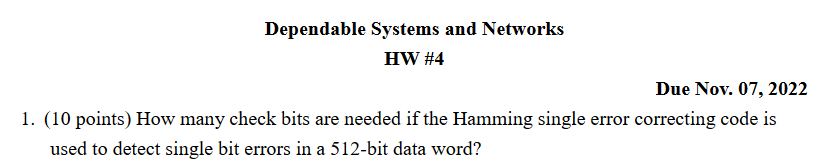 Dependable Systems and Networks
HW #4
Due Nov. 07, 2022
1. (10 points) How many check bits are needed if the Hamming single error correcting code is
used to detect single bit errors in a 512-bit data word?